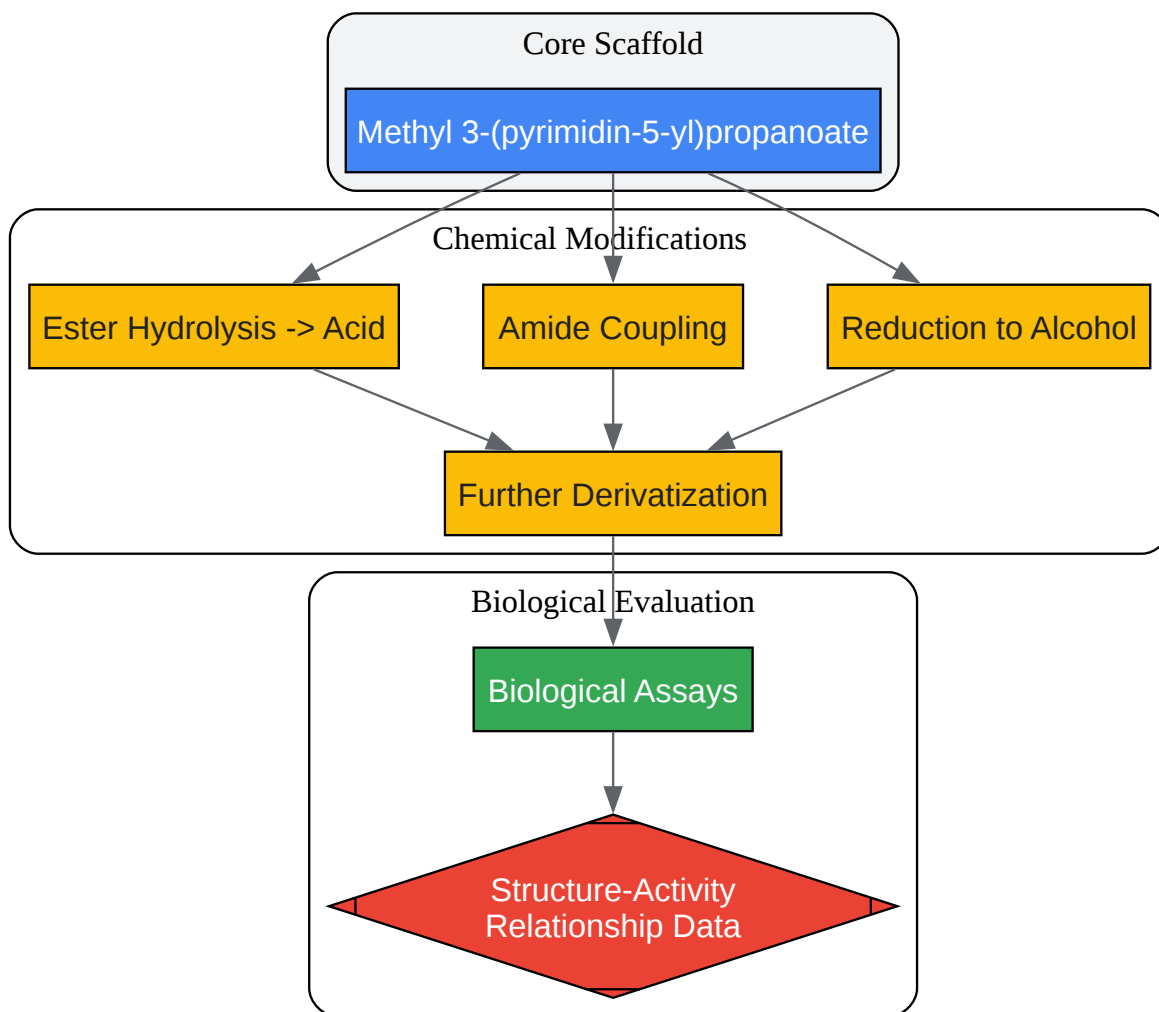 Core Scaffold
Methyl 3-(pyrimidin-5-yl)propanoate
Chemical Modifications
Ester Hydrolysis -> Acid
Amide Coupling
Reduction to Alcohol
Further Derivatization
Biological Evaluation
Biological Assays
Structure-Activity
Relationship Data